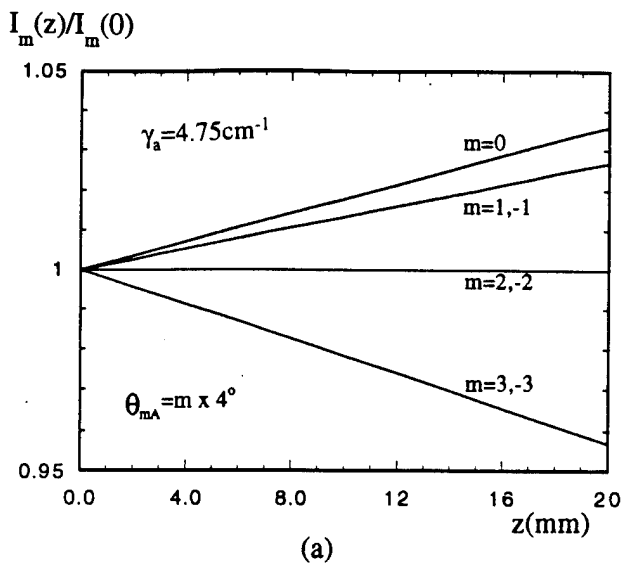 I_m(z)/I_m(0)
1.05
γ_a=4.75cm⁻¹
m=0
m=1,-1
1
m=2,-2
m=3,-3
θ_mA=m x 4°
0.95
0.0 4.0 8.0 12 16 20
z(mm)
(a)